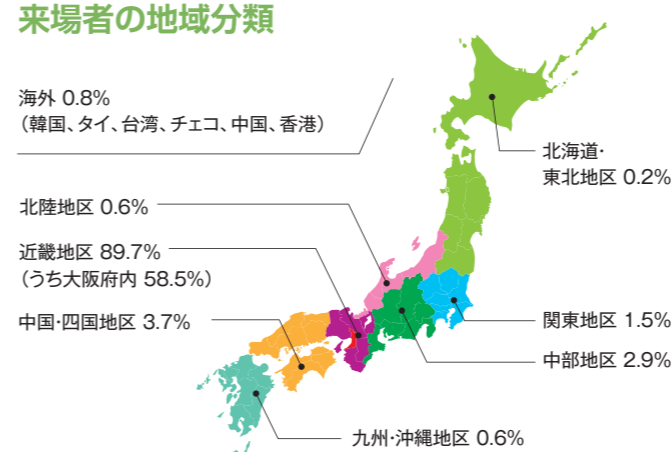 来場者の地域分類
海外 0.8%
（韓国、タイ、台湾、チェコ、中国、香港）
北海道・
東北地区 0.2%
北陸地区 0.6%
近畿地区 89.7%
（うち大阪府内 58.5%）
中国・四国地区 3.7%
関東地区 1.5%
中部地区 2.9%
九州・沖縄地区 0.6%